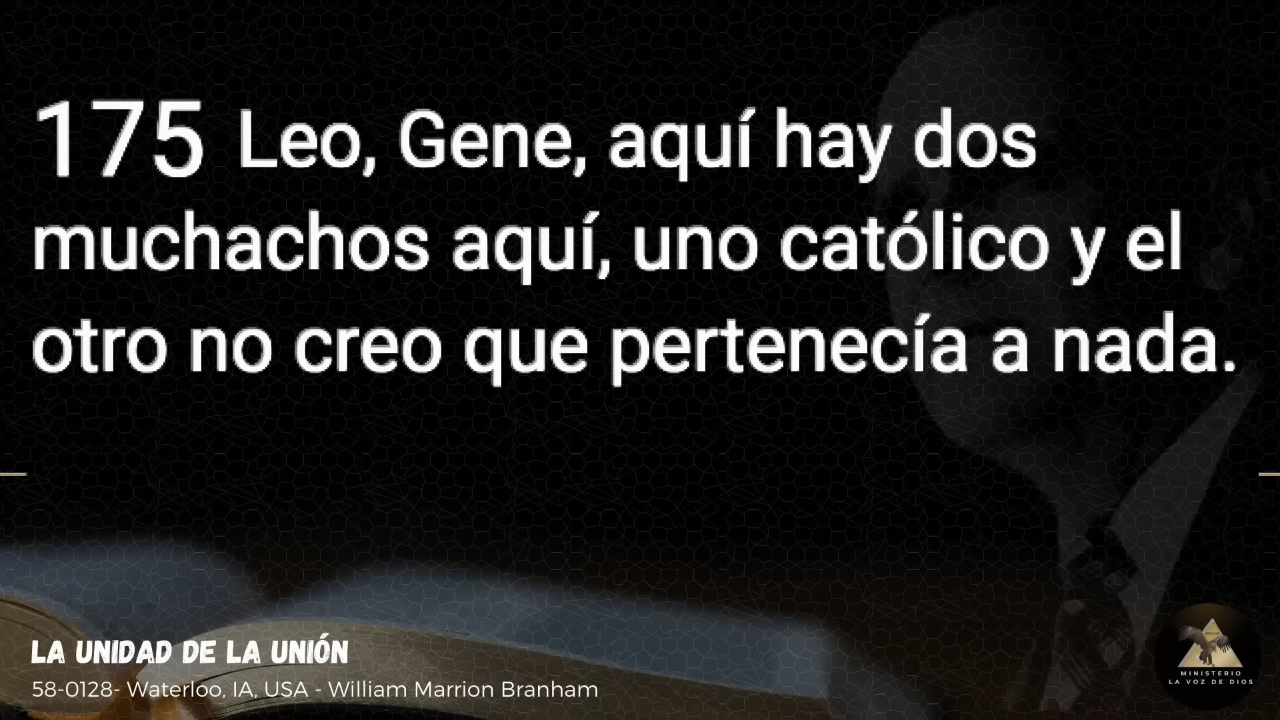 175 Leo, Gene, aquí hay dos
muchachos aquí, uno católico y el
otro no creo que pertenecía a nada.
LA UNIDAD DE LA UNIÓN
58-0128- Waterloo, IA, USA - William Marrion Branham
MINISTERIO
LA VOZ DE DIOS